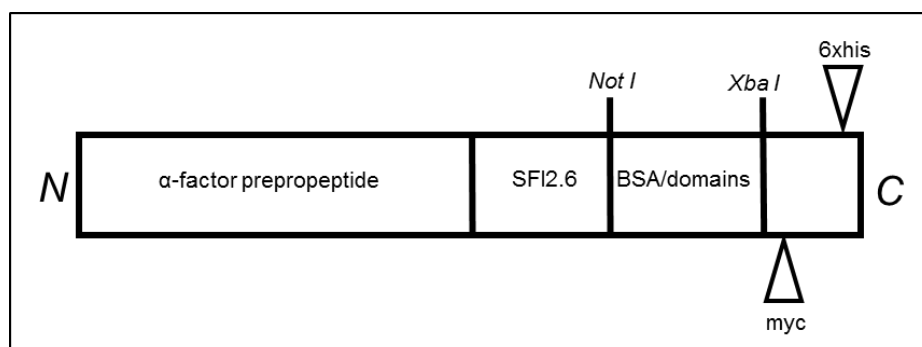 6xhis
Not I
Xba I
N
α-factor prepropeptide
SFI2.6
BSA/domains
C
myc